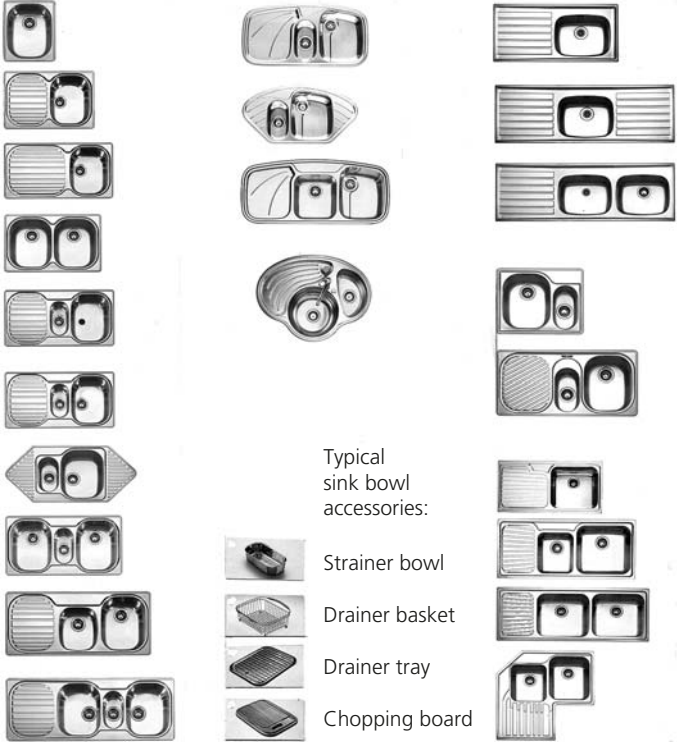 Typical
sink bowl
accessories:
Strainer bowl
Drainer basket
Drainer tray
Chopping board